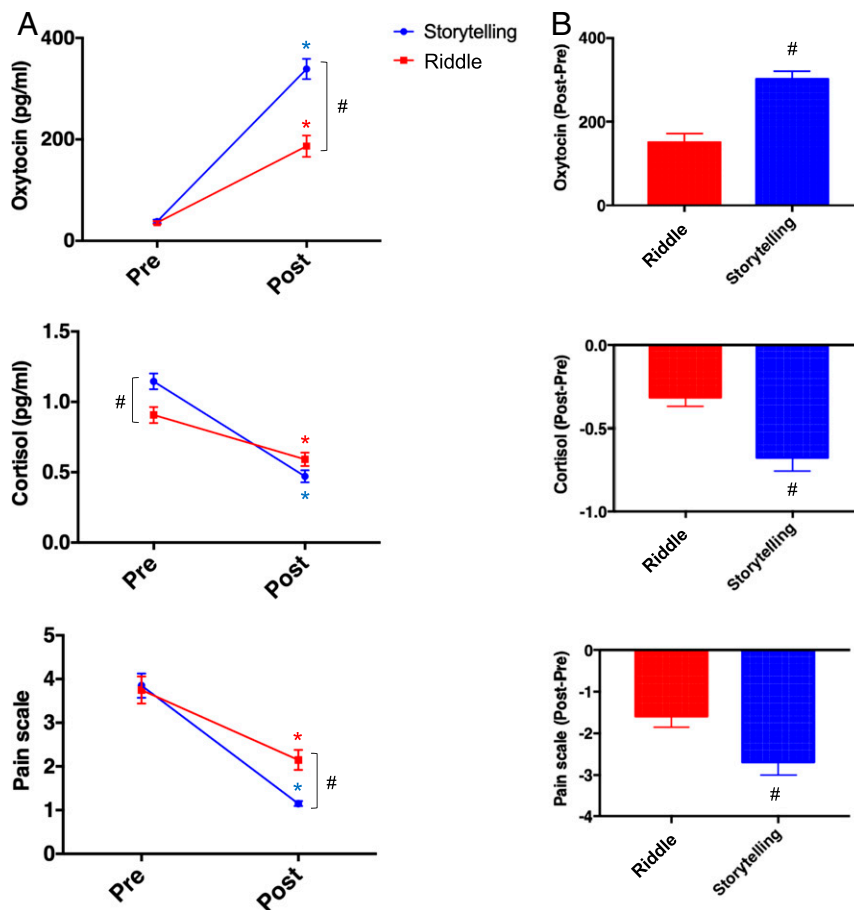 A
Oxytocin (pg/ml)
400
200
0
Pre
Post
*
*
#
Storytelling
Riddle
B
Oxytocin (Post-Pre)
400
200
0
#
Riddle
Storytelling
Cortisol (pg/ml)
1.5
1.0
0.5
0.0
#
*
*
Pre
Post
Cortisol (Post-Pre)
0.0
-0.5
-1.0
#
Riddle
Storytelling
Pain scale
5
4
3
2
1
0
*
*
#
Pre
Post
Pain scale (Post-Pre)
0
-1
-2
-3
-4
#
Riddle
Storytelling